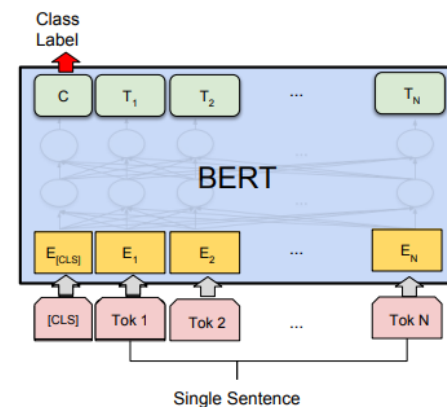 Class
Label
C T1 T2 ... TN
...
BERT
...
E[CLS] E1 E2 ... EN
[CLS] Tok 1 Tok 2 ... Tok N
Single Sentence